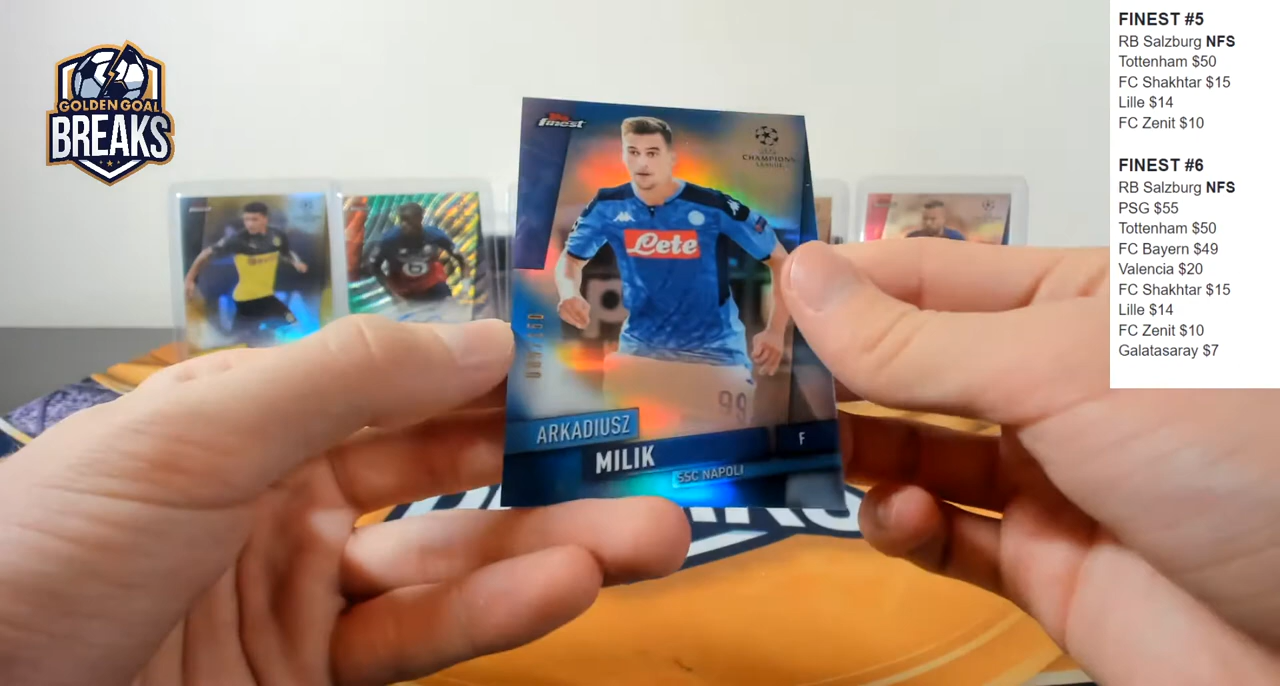 GOLDEN GOAL
BREAKS
FINEST #5
RB Salzburg NFS
Tottenham $50
FC Shakhtar $15
Lille $14
FC Zenit $10
FINEST #6
RB Salzburg NFS
PSG $55
Tottenham $50
FC Bayern $49
Valencia $20
FC Shakhtar $15
Lille $14
FC Zenit $10
Galatasaray $7
finest
CHAMPIONS
LEAGUE
Lete
99
ARKADIUSZ
MILIK
F
SSC NAPOLI